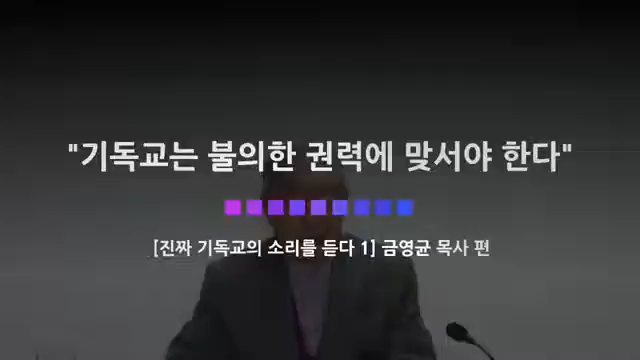 "기독교는 불의한 권력에 맞서야 한다"
[진짜 기독교의 소리를 듣다 1] 금영균 목사 편